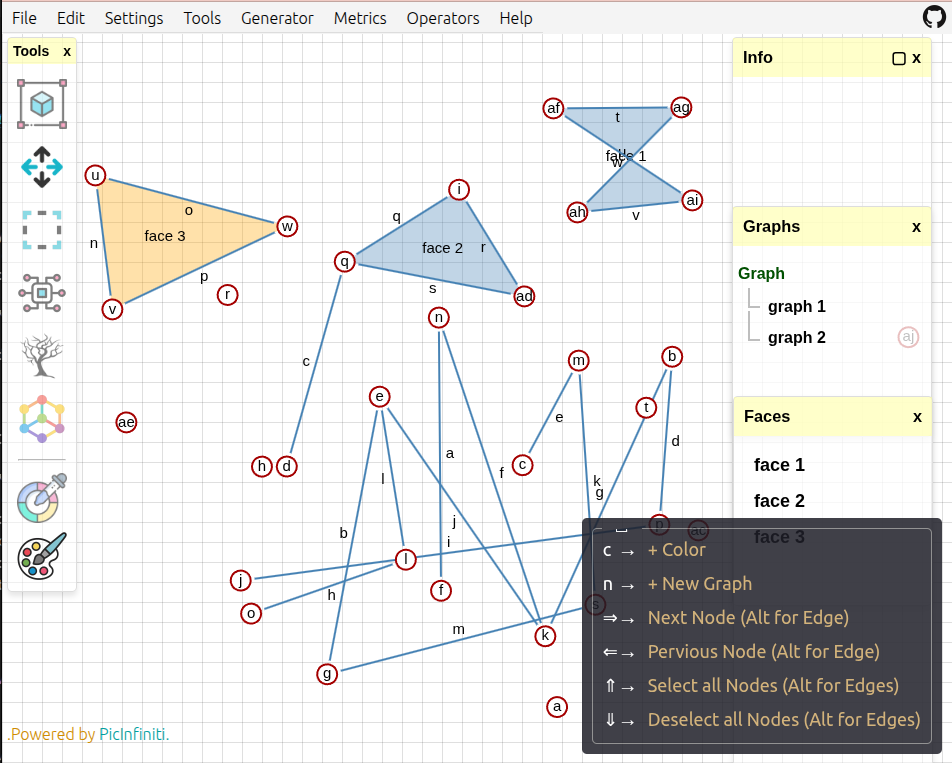 File Edit Settings Tools Generator Metrics Operators Help
Tools x
Info x
af
t
ag
face 1
w
u
o
i
ai
ah
v
n
face 3
w
q
face 2
r
Graphs x
q
s
ad
Graph
p
r
v
n
graph 1
graph 2
aj
c
m
b
e
t
Faces x
ae
e
d
a
face 1
h
d
l
f
c
k
g
face 2
b
j
i
p
ac
face 3
l
j
f
h
o
s
m
k
g
a
c → + Color
n → + New Graph
⇒→ Next Node (Alt for Edge)
⇐→ Pervious Node (Alt for Edge)
⇑→ Select all Nodes (Alt for Edges)
⇓→ Deselect all Nodes (Alt for Edges)
.Powered by PicInfiniti.